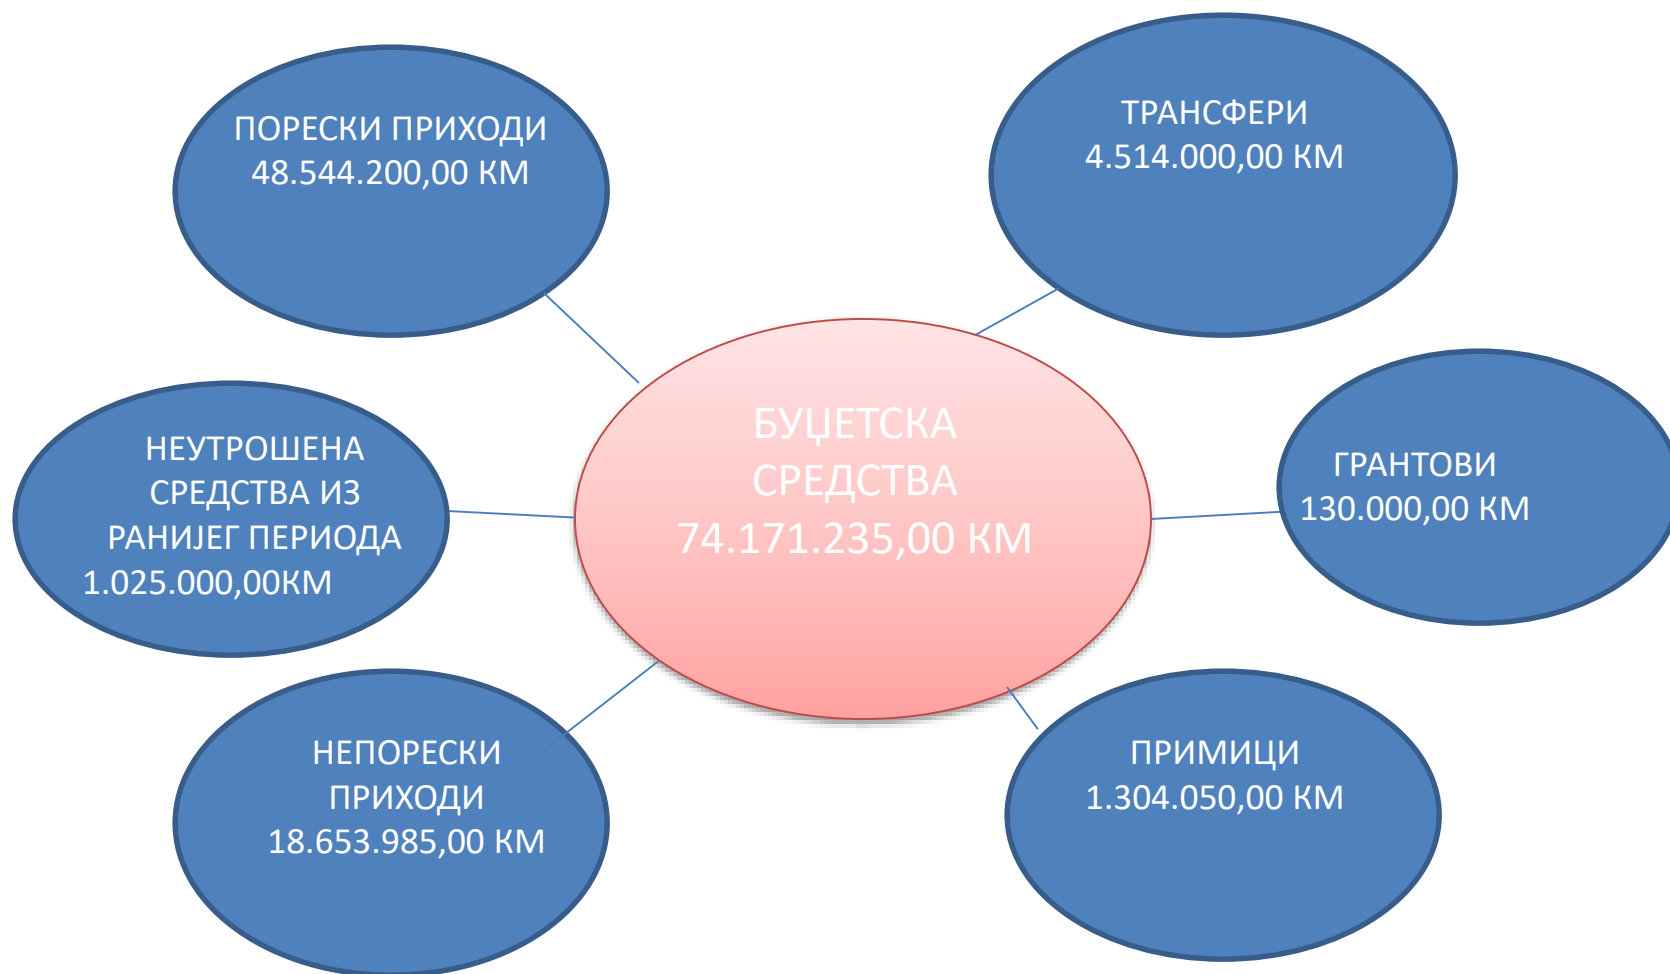 ПОРЕСКИ ПРИХОДИ
48.544.200,00 КМ
ТРАНСФЕРИ
4.514.000,00 КМ
НЕУТРОШЕНА
СРЕДСТВА ИЗ
РАНИЈЕГ ПЕРИОДА
1.025.000,00КМ
БУЏЕТСКА
СРЕДСТВА
74.171.235,00 КМ
ГРАНТОВИ
130.000,00 КМ
НЕПОРЕСКИ
ПРИХОДИ
18.653.985,00 КМ
ПРИМИЦИ
1.304.050,00 КМ